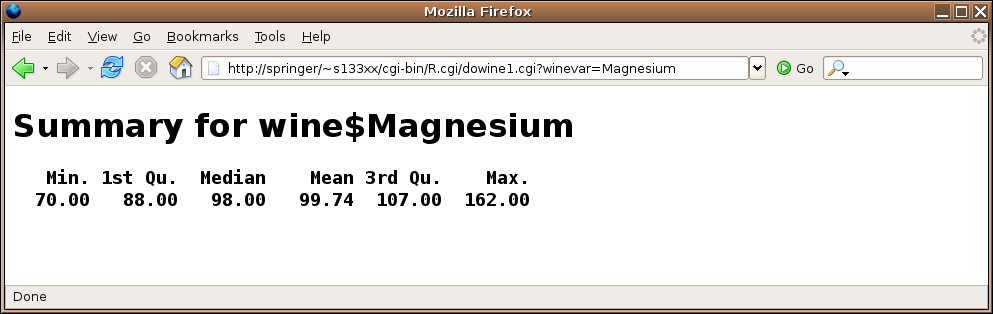 Mozilla Firefox
File Edit View Go Bookmarks Tools Help
http://springer/~s133xx/cgi-bin/R.cgi/dowine1.cgi?winevar=Magnesium Go
Summary for wine$Magnesium
Min. 1st Qu. Median Mean 3rd Qu. Max.
70.00 88.00 98.00 99.74 107.00 162.00
Done